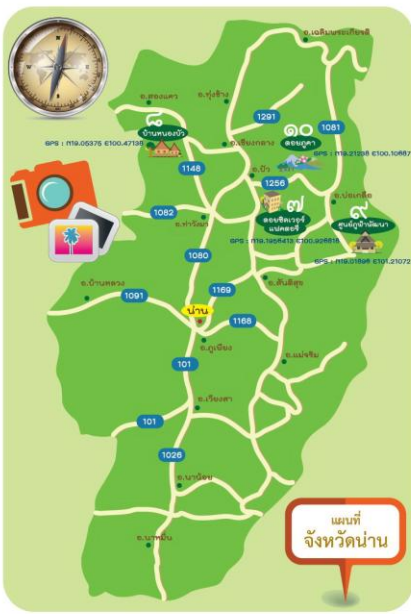 อ.เฉลิมพระเกียรติ
อ.สองแคว
อ.ทุ่งช้าง
๘
บ้านหนองบัว
1291
๑๐
ดอยภูคา
1081
GPS : n19.05375 E100.47136
อ.เชียงกลาง
GPS : n19.21238 E100.10687
1148
อ.ปัว
1256
อ.บ่อเกลือ
๗
ดอยซิลเวอร์
แฟคตอรี่
๙
ศูนย์ภูฟ้าพัฒนา
1082
อ.ท่าวังผา
GPS : n19.1956413 E100.926816
GPS : n19.01696 E101.21072
1080
อ.สันติสุข
อ.บ้านหลวง
1169
1091
น่าน
1168
อ.ภูเพียง
101
อ.แม่จริม
อ.เวียงสา
101
1026
อ.นาน้อย
แผนที่
จังหวัดน่าน
อ.นาหมื่น